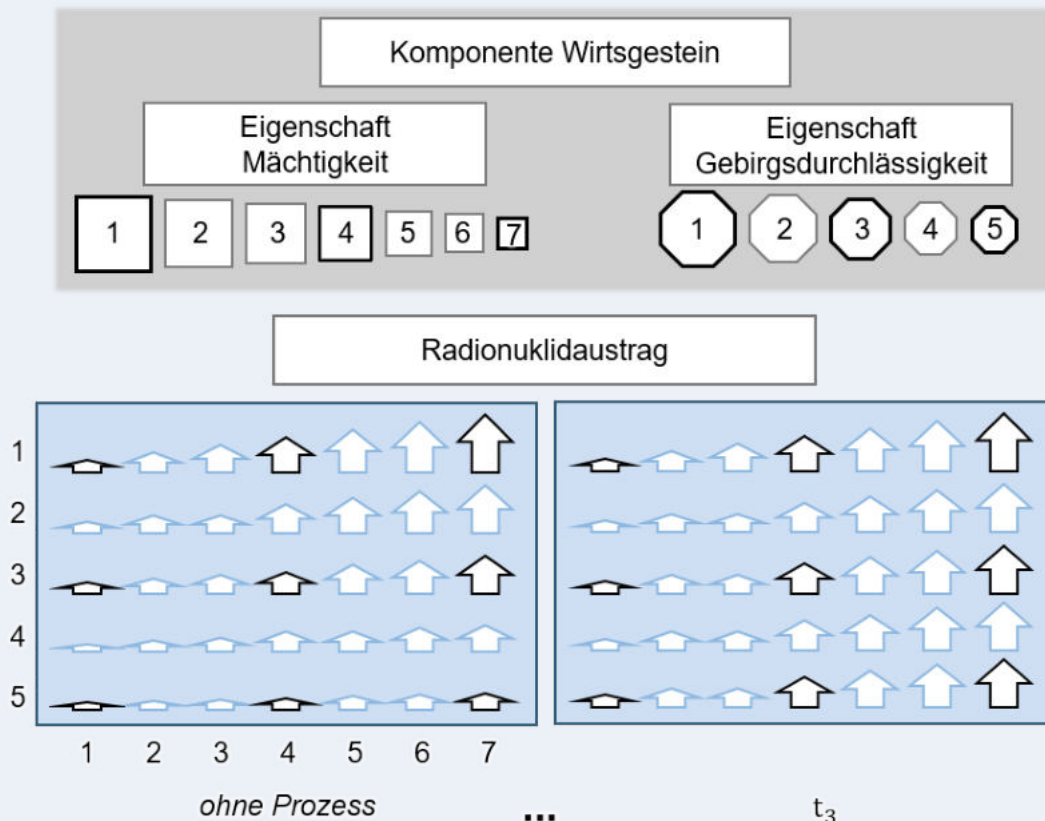 Komponente Wirtsgestein
Eigenschaft
Mächtigkeit
Eigenschaft
Gebirgsdurchlässigkeit
1 2 3 4 5 6 7
1 2 3 4 5
Radionuklidaustrag
1
2
3
4
5
1 2 3 4 5 6 7
ohne Prozess ... t₃